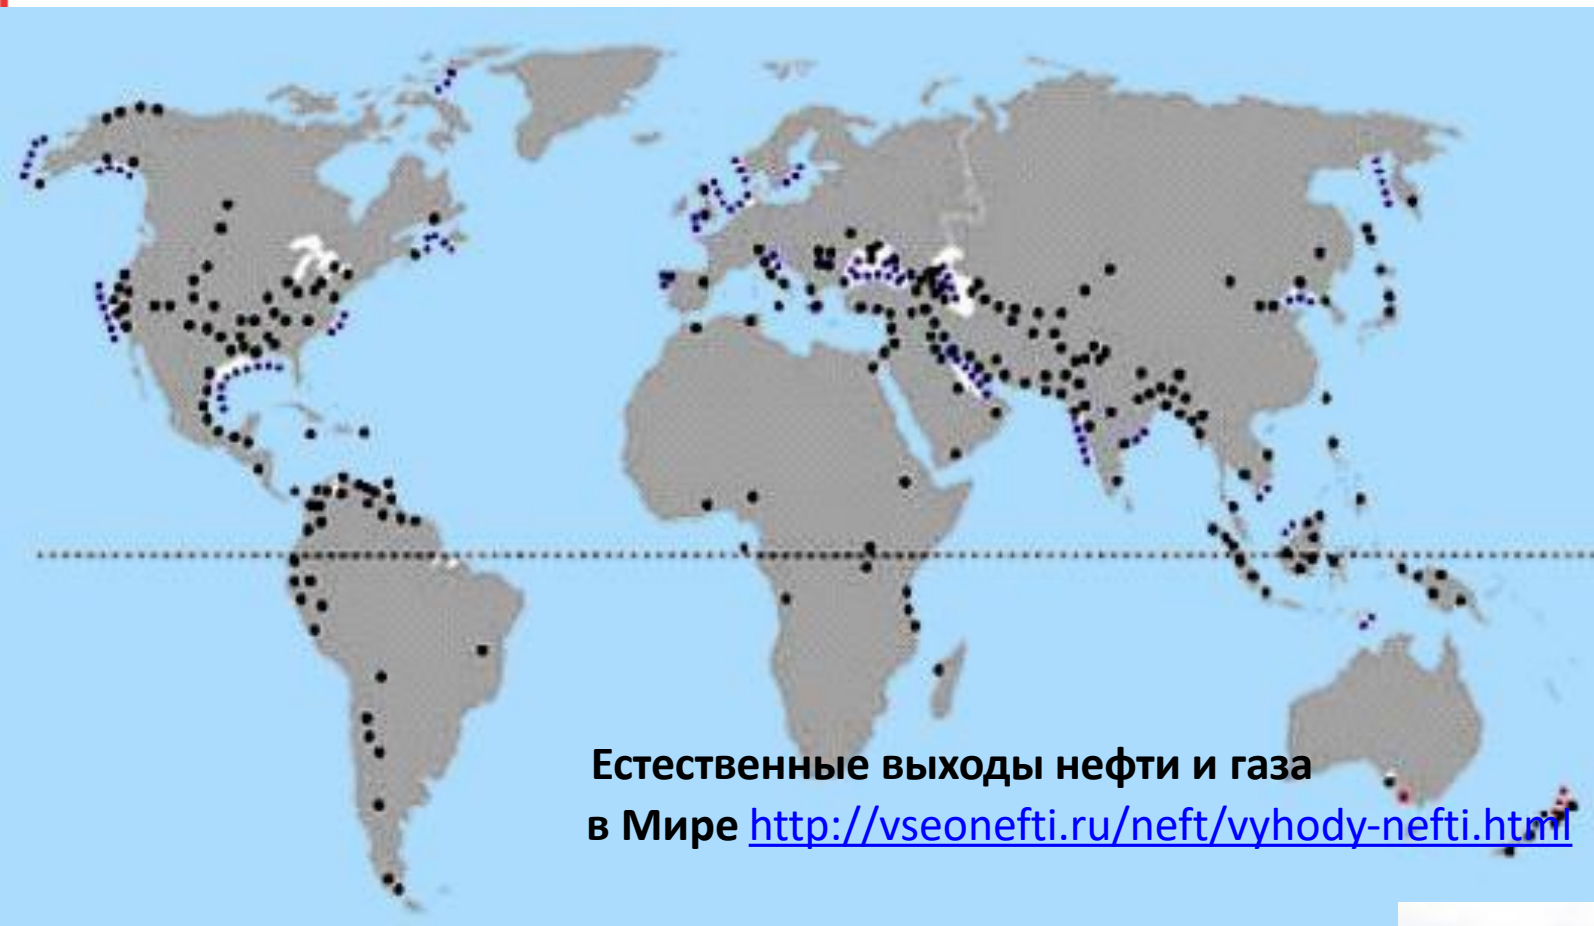 Естественные выходы нефти и газа
в Мире http://vseonefti.ru/neft/vyhody-nefti.html